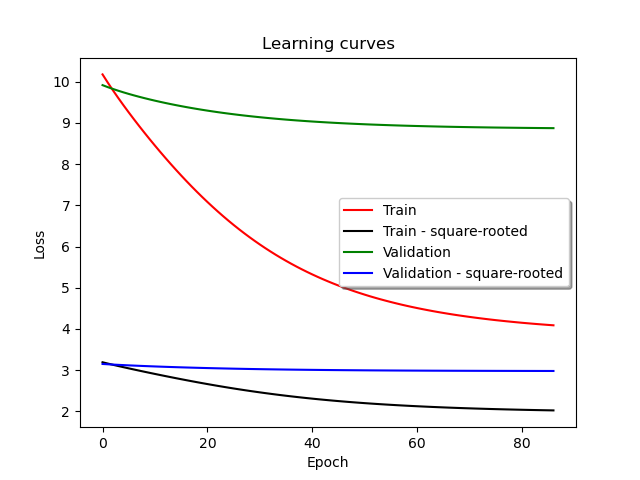 Learning curves
Loss
10
9
8
7
6
5
4
3
2
Train
Train - square-rooted
Validation
Validation - square-rooted
0 20 40 60 80
Epoch